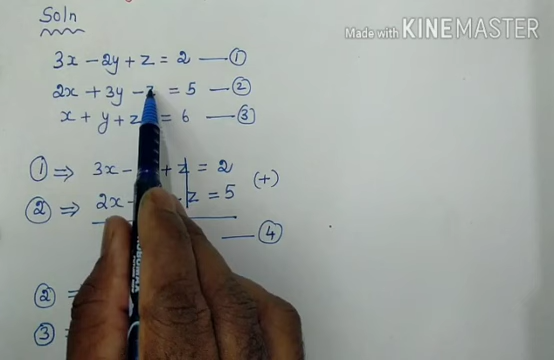 Soln
Made with KINEMASTER
3x - 2y + z = 2 — ①
2x + 3y - z = 5 — ②
x + y + z = 6 — ③
① ⇒ 3x - + z = 2
② ⇒ 2x - z = 5 (+)
— ④
② =
③